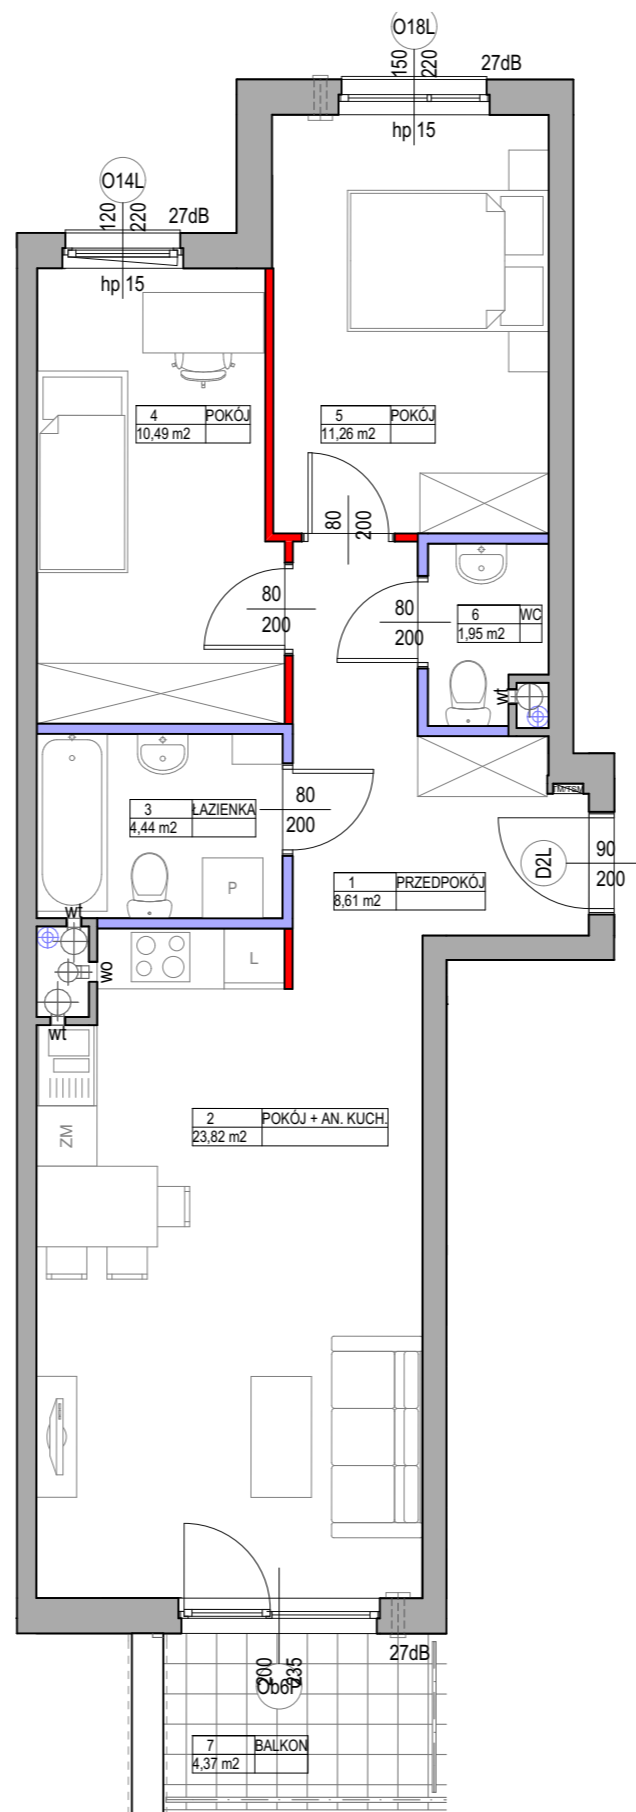 O18L
150
220
27dB
hp 15
O14L
120
220
27dB
hp 15
4 POKÓJ
10,49 m2
5 POKÓJ
11,26 m2
80
200
80
200
80
200
6 WC
1,95 m2
wt
3 ŁAZIENKA
4,44 m2
80
200
P
TM/TSM
D2L
90
200
1 PRZEDPOKÓJ
8,61 m2
wt
wo
L
wt
ZM
2 POKÓJ + AN. KUCH.
23,82 m2
27dB
200
235
Ob6P
7 BALKON
4,37 m2